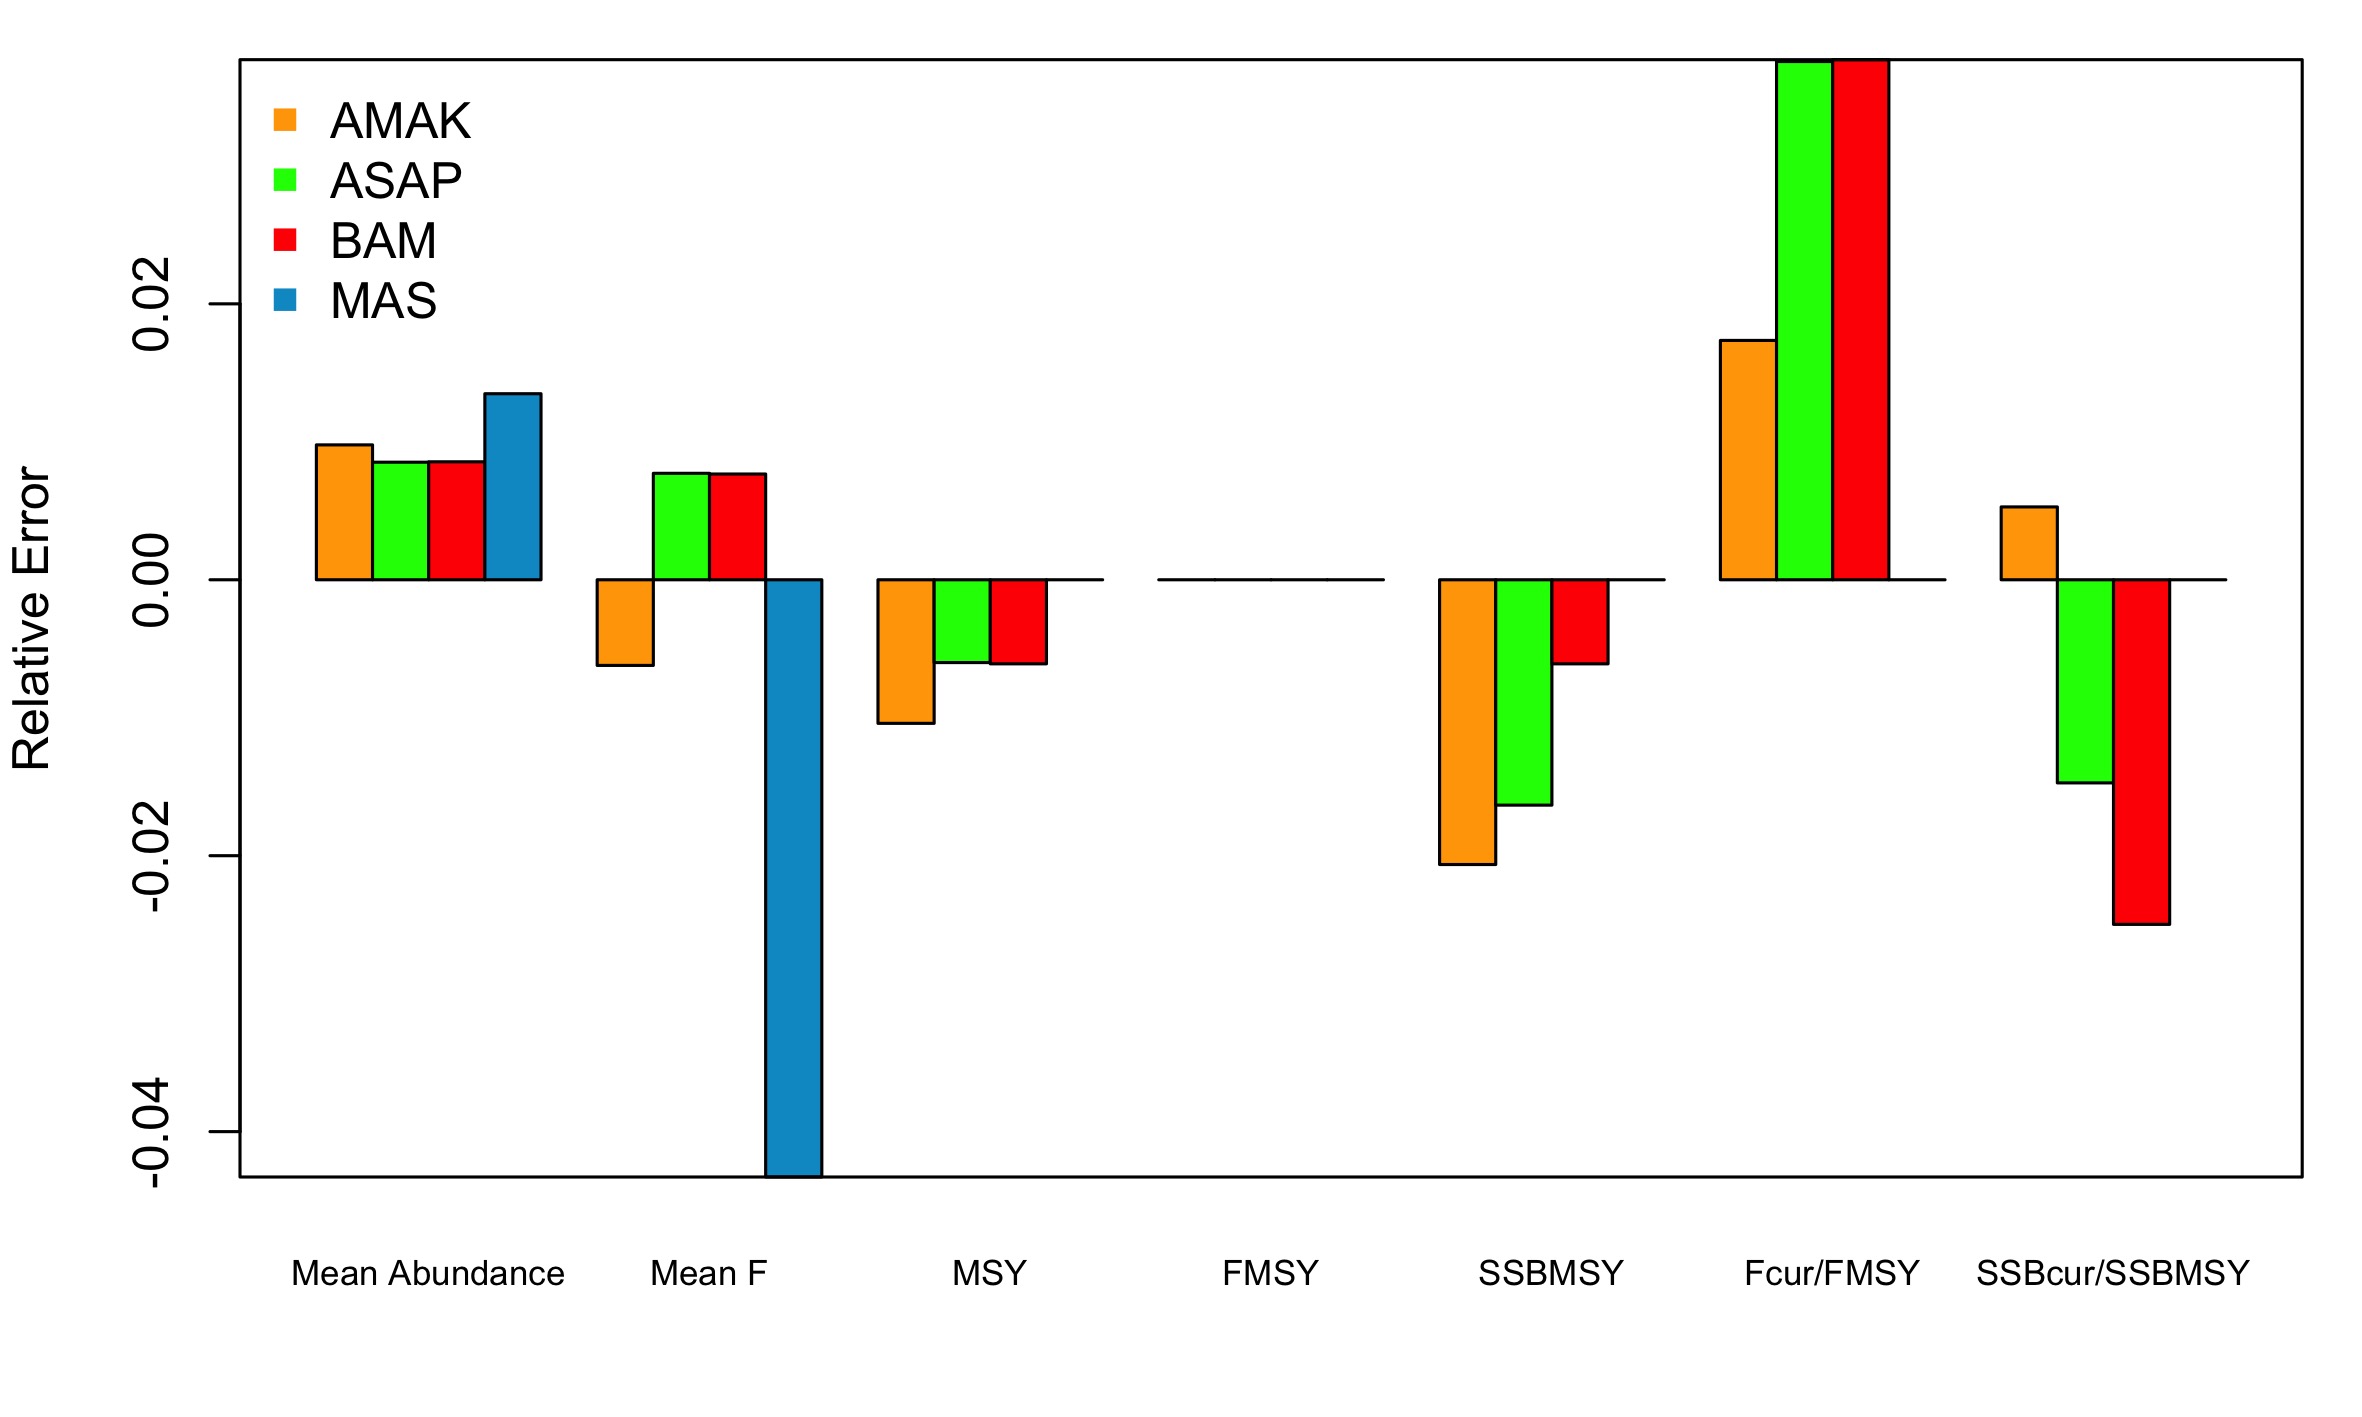 AMAK
ASAP
BAM
MAS
Relative Error
0.02
0.00
-0.02
-0.04
Mean Abundance Mean F MSY FMSY SSBMSY Fcur/FMSY SSBcur/SSBMSY